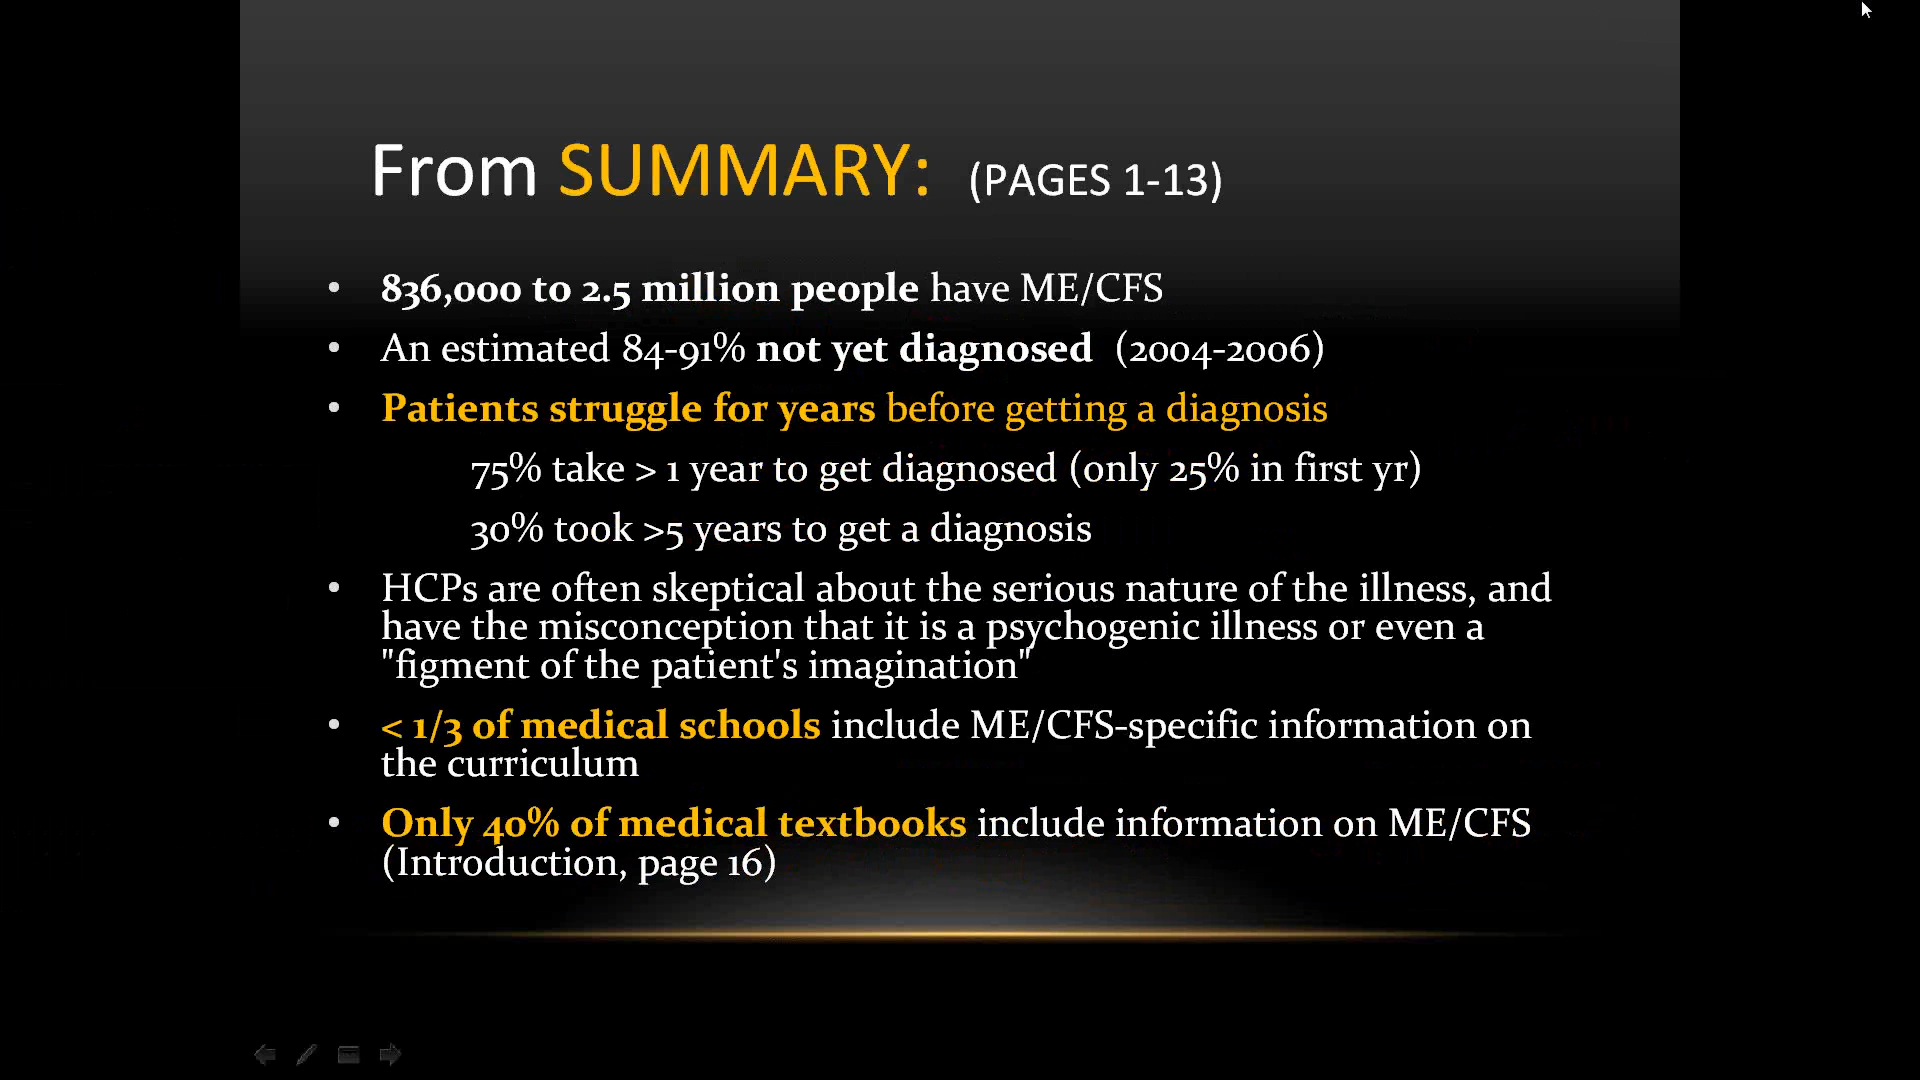 From SUMMARY: (PAGES 1-13)
• 836,000 to 2.5 million people have ME/CFS
• An estimated 84-91% not yet diagnosed (2004-2006)
• Patients struggle for years before getting a diagnosis
75% take > 1 year to get diagnosed (only 25% in first yr)
30% took >5 years to get a diagnosis
• HCPs are often skeptical about the serious nature of the illness, and
have the misconception that it is a psychogenic illness or even a
"figment of the patient's imagination"
• < 1/3 of medical schools include ME/CFS-specific information on
the curriculum
• Only 40% of medical textbooks include information on ME/CFS
(Introduction, page 16)